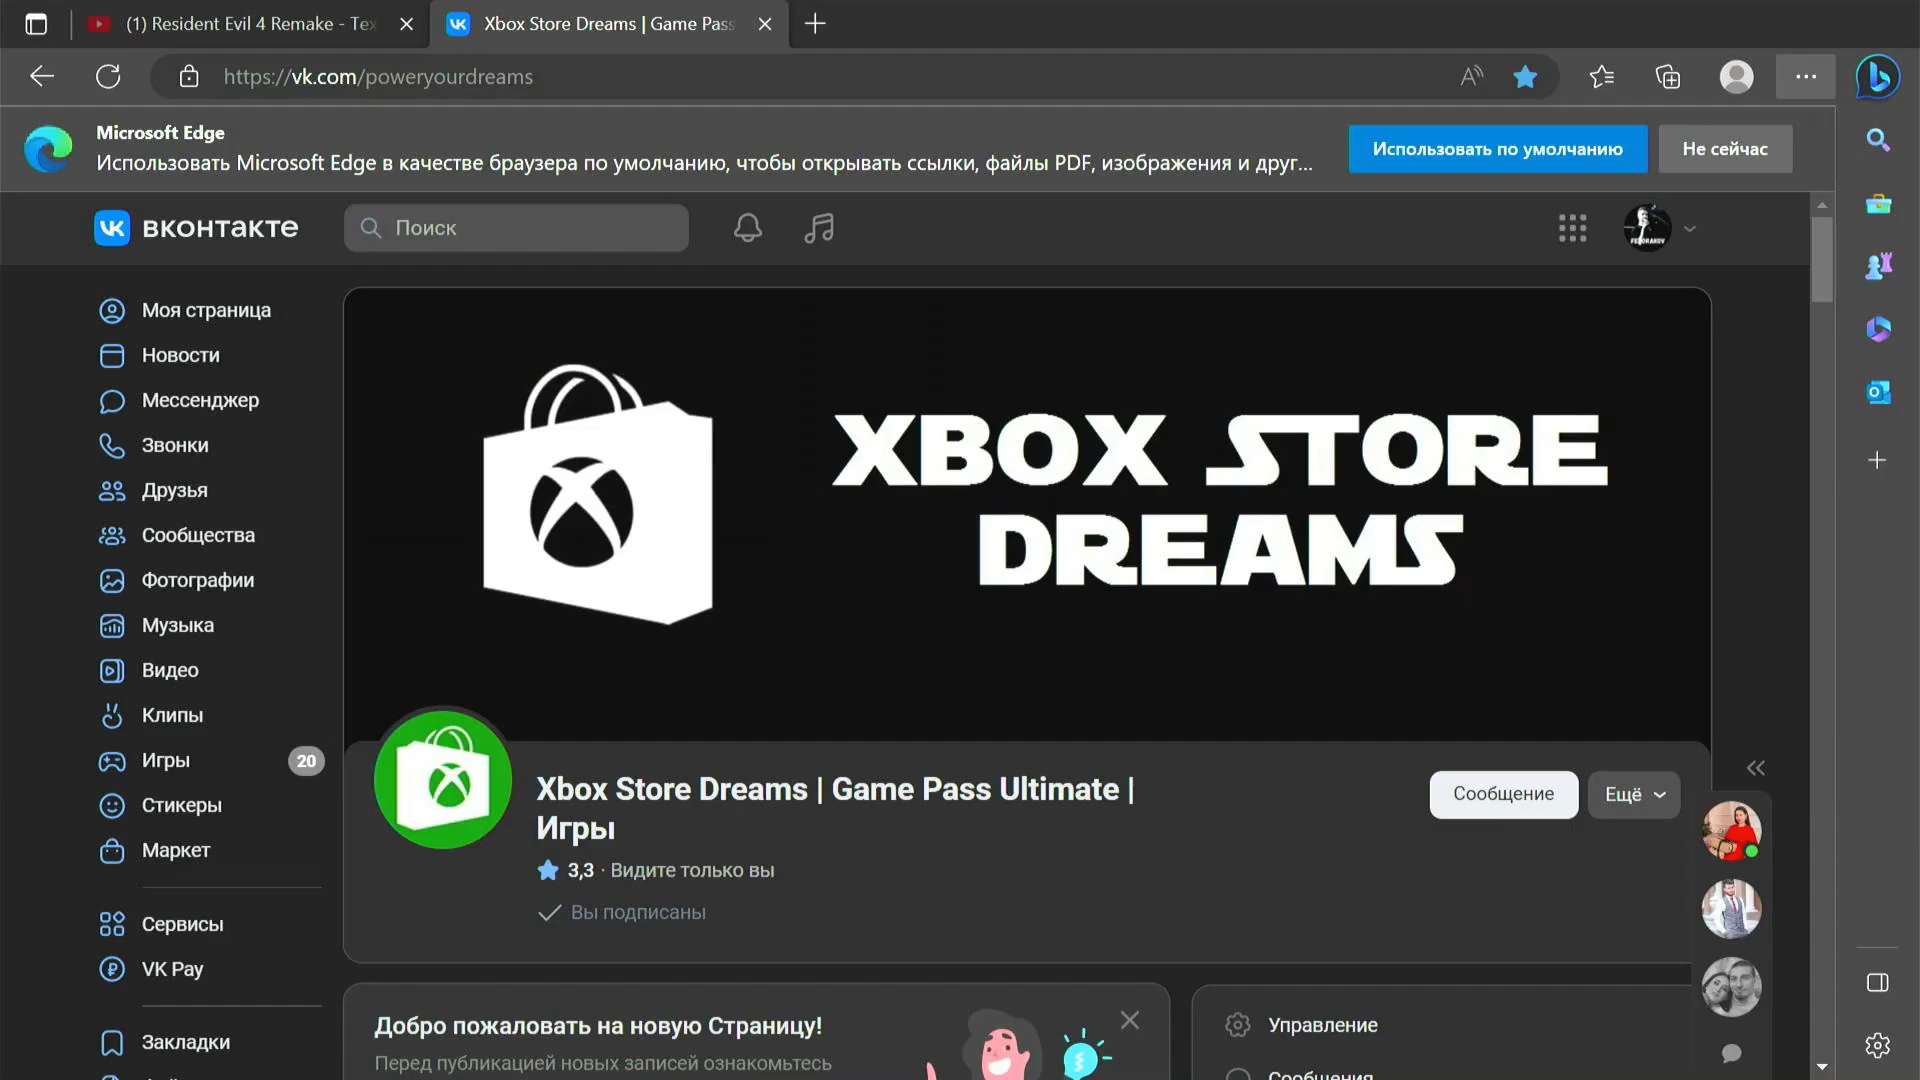 (1) Resident Evil 4 Remake - Tex
Xbox Store Dreams | Game Pass
https://vk.com/poweryourdreams
Microsoft Edge
Использовать Microsoft Edge в качестве браузера по умолчанию, чтобы открывать ссылки, файлы PDF, изображения и друг...
Использовать по умолчанию
Не сейчас
вконтакте
Поиск
Моя страница
Новости
Мессенджер
Звонки
Друзья
Сообщества
Фотографии
Музыка
Видео
Клипы
Игры
20
Стикеры
Маркет
Сервисы
VK Pay
Закладки
XBOX STORE
DREAMS
Xbox Store Dreams | Game Pass Ultimate |
Игры
3,3 · Видите только вы
Вы подписаны
Сообщение
Ещё
Добро пожаловать на новую Страницу!
Перед публикацией новых записей ознакомьтесь
Управление
Сообщения